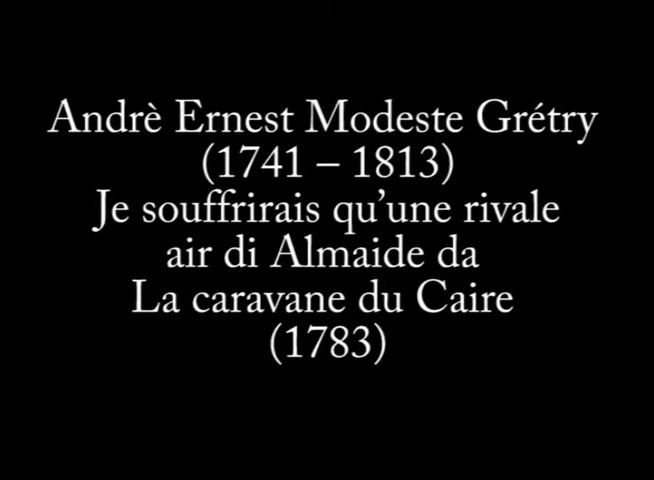 Andrè Ernest Modeste Grétry
(1741 – 1813)
Je souffrirais qu’une rivale
air di Almaide da
La caravane du Caire
(1783)